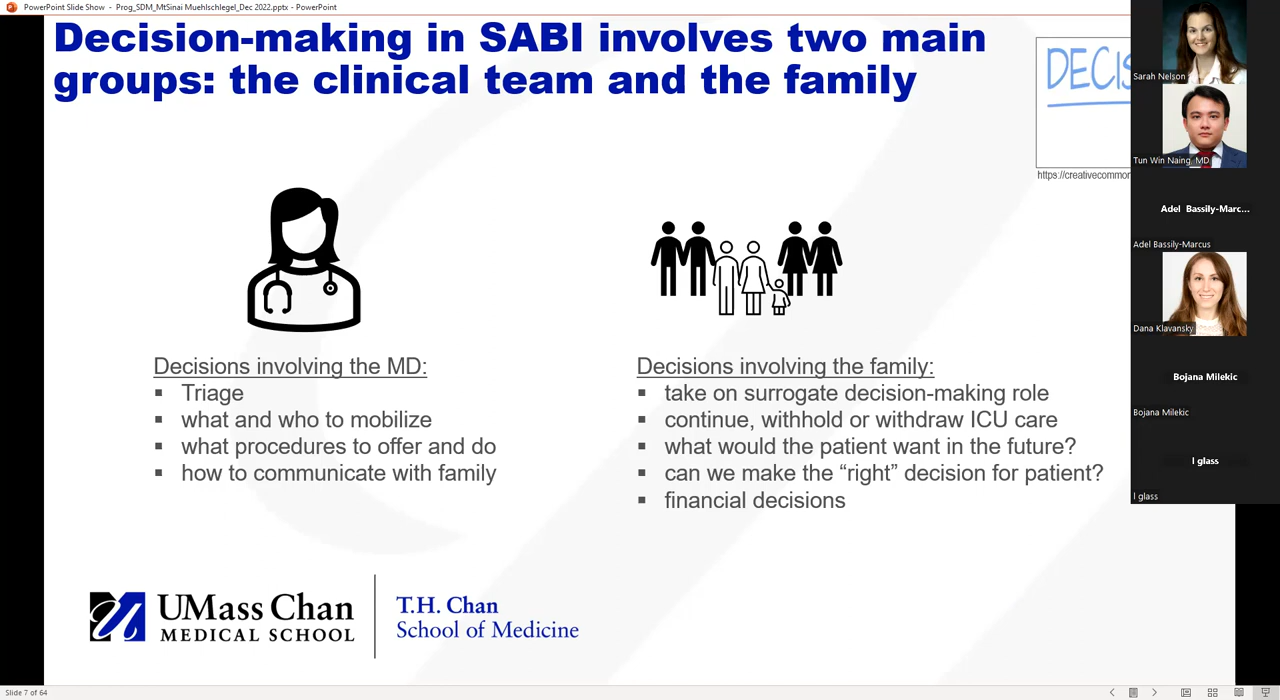 PowerPoint Slide Show - Prog_SDM_MtSinai Muehlschlegel_Dec 2022.pptx - PowerPoint
Decision-making in SABI involves two main
groups: the clinical team and the family
DECIS
https://creativecommon
Decisions involving the MD:
▪ Triage
▪ what and who to mobilize
▪ what procedures to offer and do
▪ how to communicate with family
Decisions involving the family:
▪ take on surrogate decision-making role
▪ continue, withhold or withdraw ICU care
▪ what would the patient want in the future?
▪ can we make the “right” decision for patient?
▪ financial decisions
UMass Chan
MEDICAL SCHOOL
T.H. Chan
School of Medicine
Sarah Nelson
Tun Win Naing, MD
Adel Bassily-Marc...
Adel Bassily-Marcus
Dana Klavansky
Bojana Milekic
Bojana Milekic
l glass
l glass
Slide 7 of 64